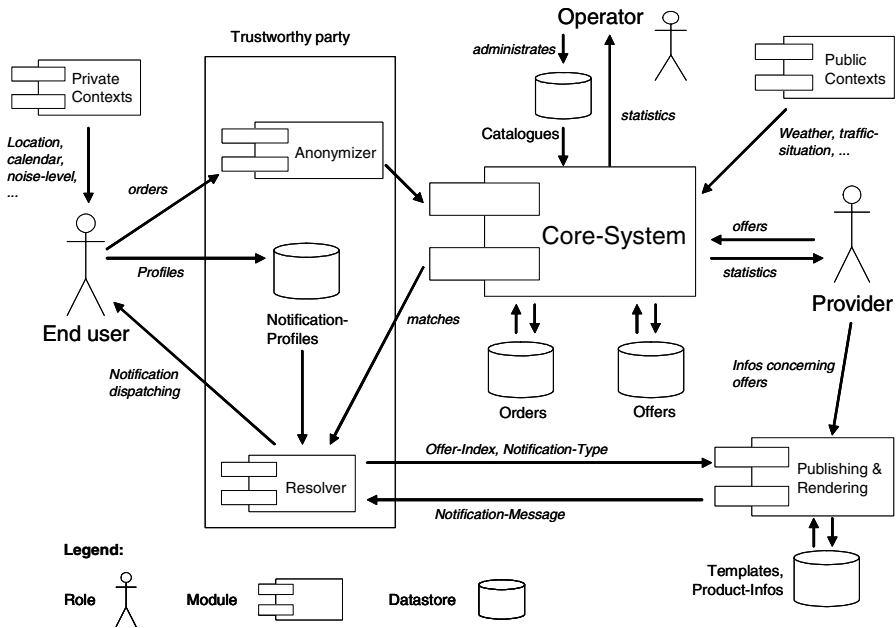 Operator
Trustworthy party
administrates
Private
Contexts
Public
Contexts
Catalogues
statistics
Location,
calendar,
noise-level,
...
Anonymizer
Weather, traffic-
situation, ...
orders
Core-System
offers
statistics
Profiles
Provider
End user
Notification-
Profiles
matches
Notification
dispatching
Infos concerning
offers
Orders
Offers
Offer-Index, Notification-Type
Resolver
Publishing &
Rendering
Notification-Message
Legend:
Templates,
Product-Infos
Role
Module
Datastore